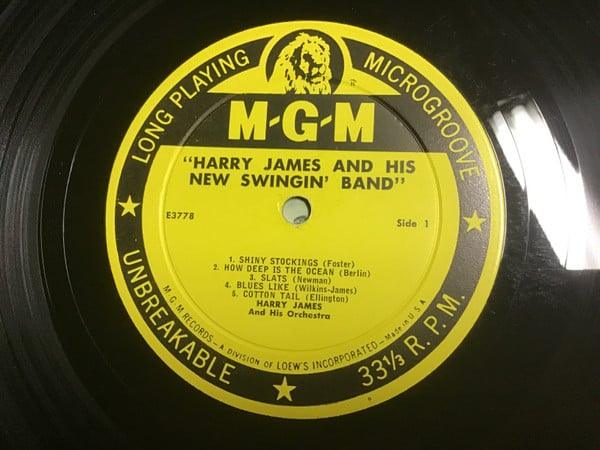 LONG PLAYING
MICROGROOVE
M-G-M
"HARRY JAMES AND HIS
NEW SWINGIN' BAND"
E3778
Side 1
1. SHINY STOCKINGS (Foster)
2. HOW DEEP IS THE OCEAN (Berlin)
3. SLATS (Newman)
4. BLUES LIKE (Wilkins-James)
5. COTTON TAIL (Ellington)
HARRY JAMES
And His Orchestra
M-G-M RECORDS - A DIVISION OF LOEW'S INCORPORATED - Made in U.S.A
UNBREAKABLE
33⅓ R.P.M.